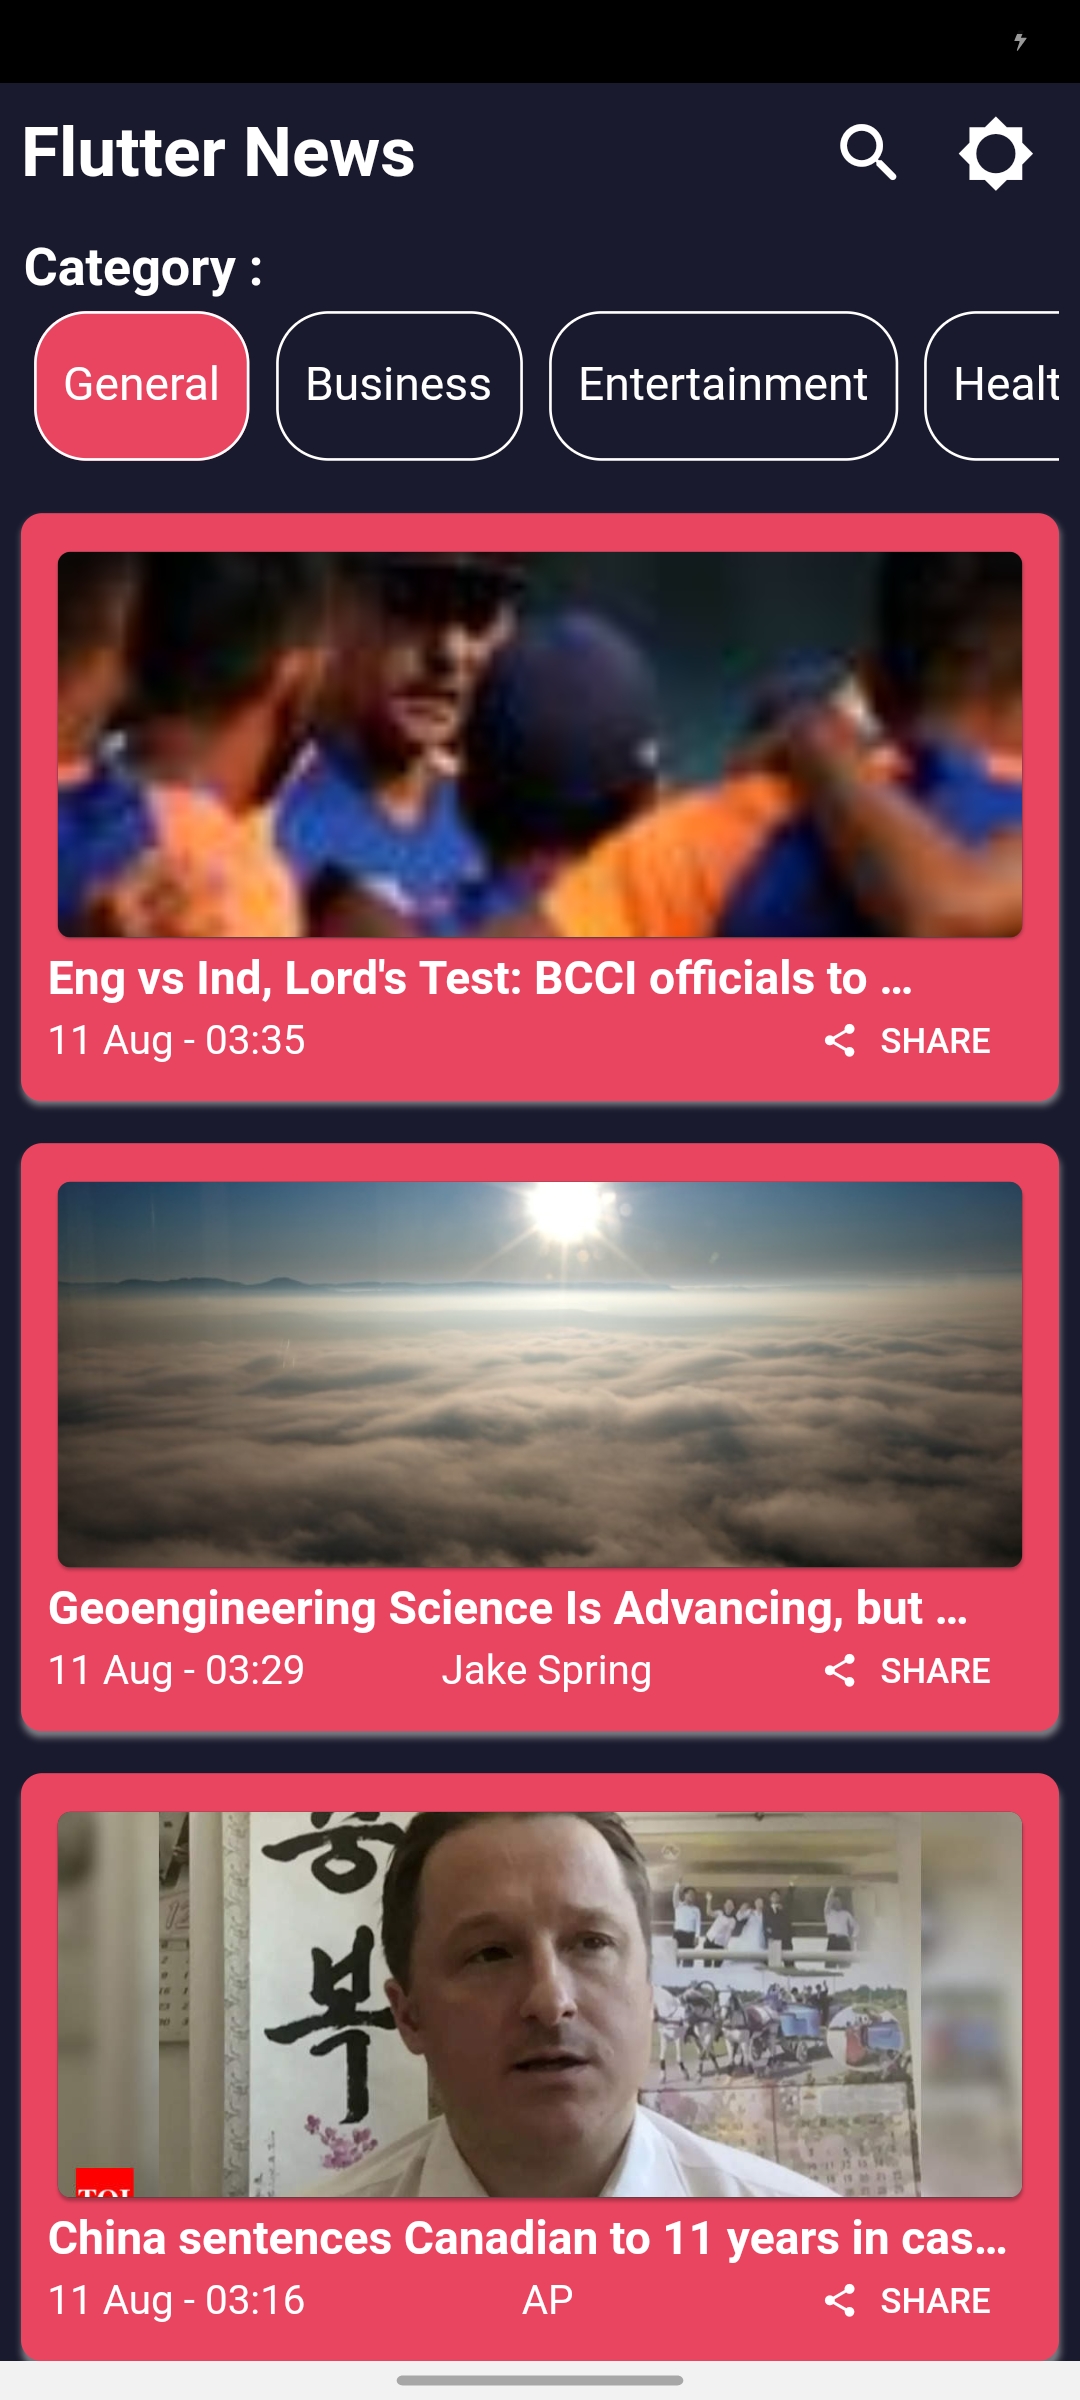 Flutter News
Category :
General
Business
Entertainment
Healt
Eng vs Ind, Lord's Test: BCCI officials to ...
11 Aug - 03:35
SHARE
Geoengineering Science Is Advancing, but ...
11 Aug - 03:29
Jake Spring
SHARE
복
TOI
China sentences Canadian to 11 years in cas...
11 Aug - 03:16
AP
SHARE